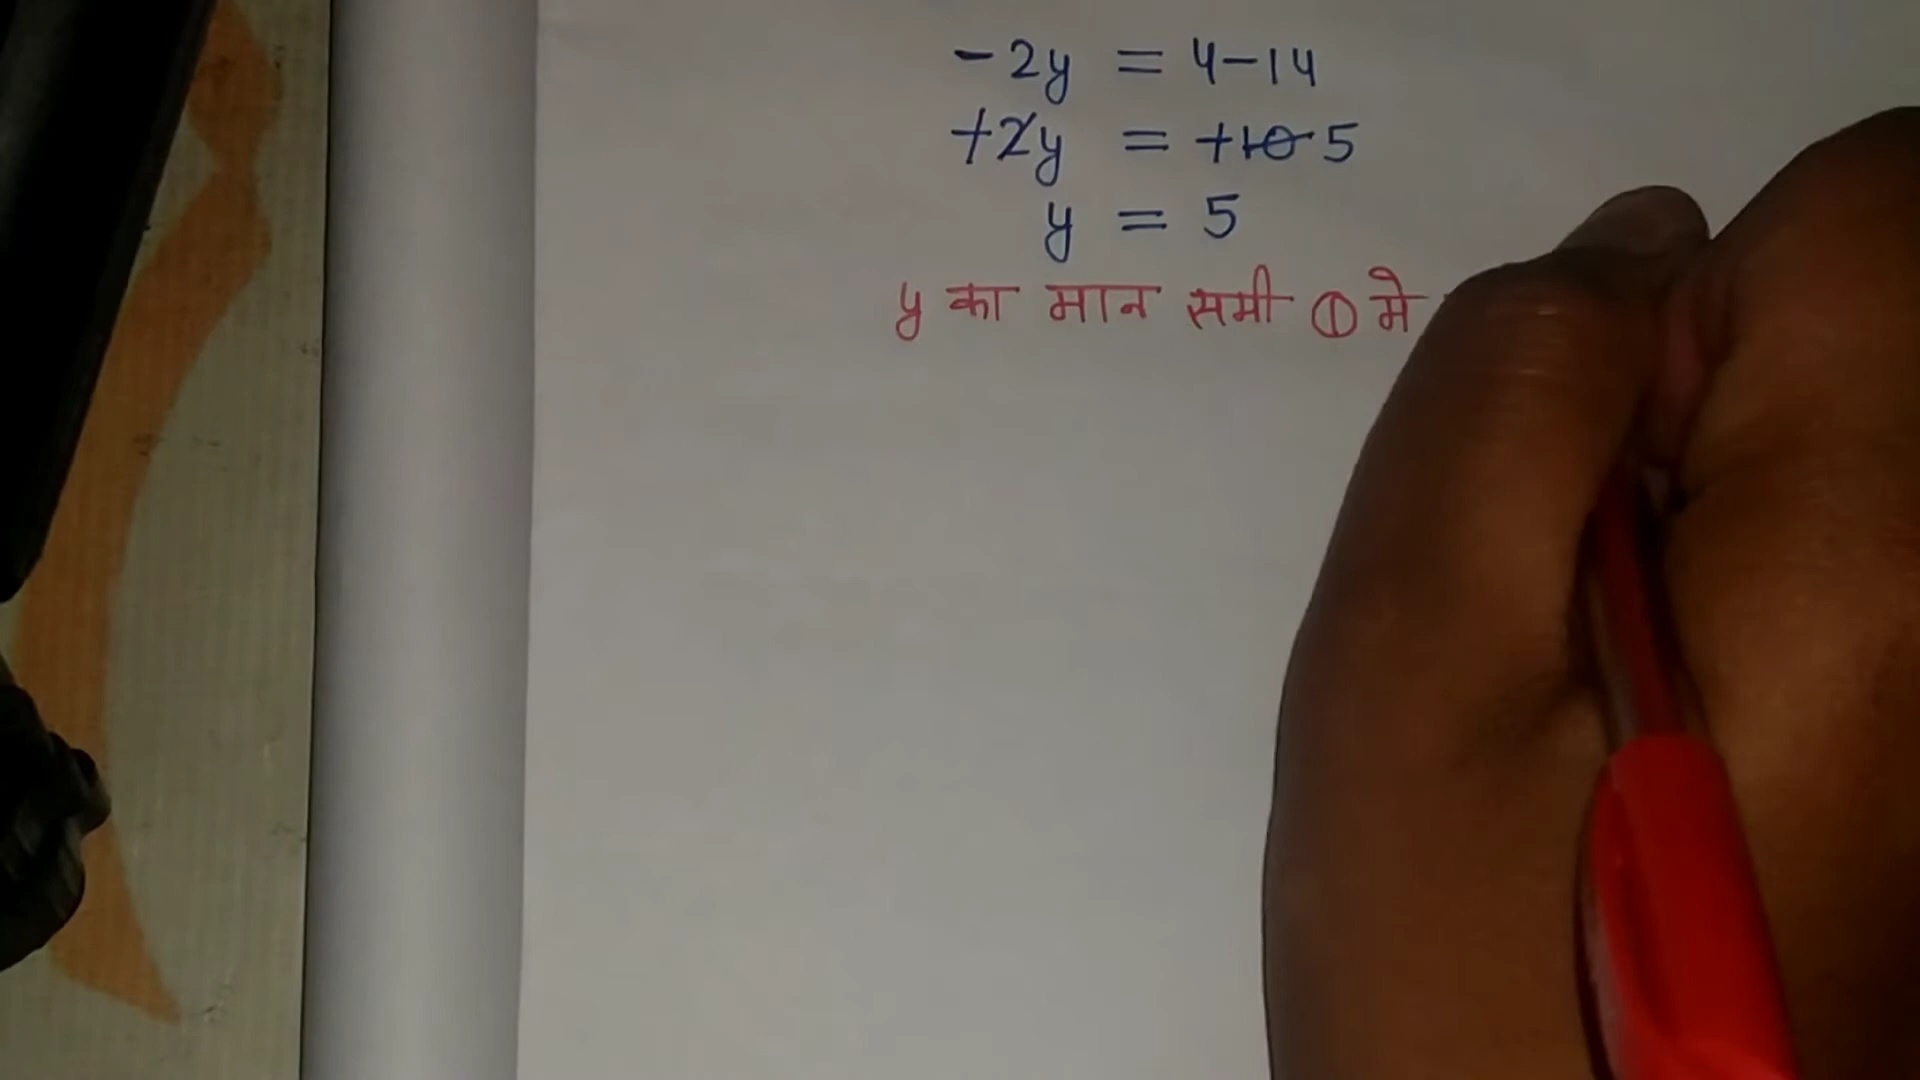 -2y = 4-14
+2y = +10 5
y = 5
y का मान समी ① मे